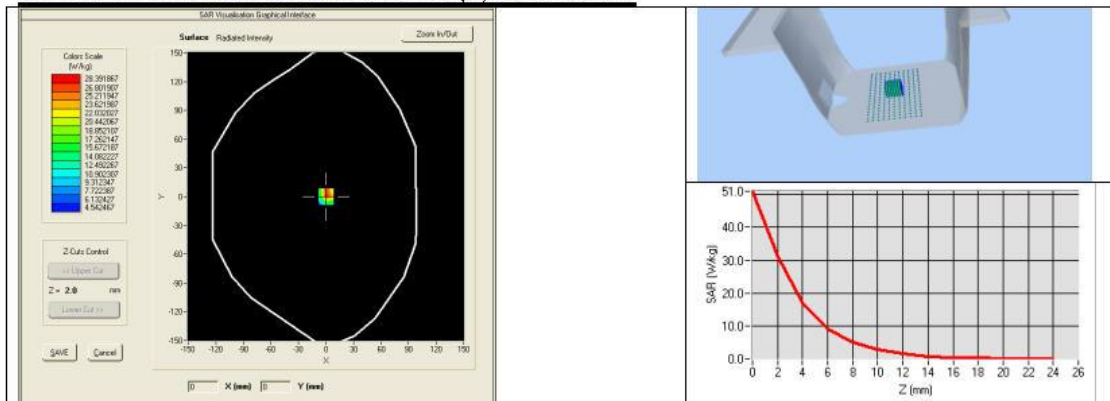 SAR Visualisation Graphical Interface
Surface Radiated Intensity
Zoom In/Out
Colors Scale
(W/kg)
28.391867
26.801907
25.211947
23.621987
22.032027
20.442067
18.852107
17.262147
15.672187
14.082227
12.492266
10.902307
9.312347
7.722387
6.132427
4.542467
Z-Cuts Control
<< Upper Cut
Z = 2.0 mm
Lower Cut >>
SAVE Cancel
150
120
90
60
30
0
-30
-60
-90
-120
-150
Y
-150 -120 -90 -60 -30 0 30 60 90 120 150
X
0 X (mm) 0 Y (mm)
51.0
40.0
30.0
20.0
10.0
0.0
SAR (W/kg)
0 2 4 6 8 10 12 14 16 18 20 22 24 26
Z (mm)